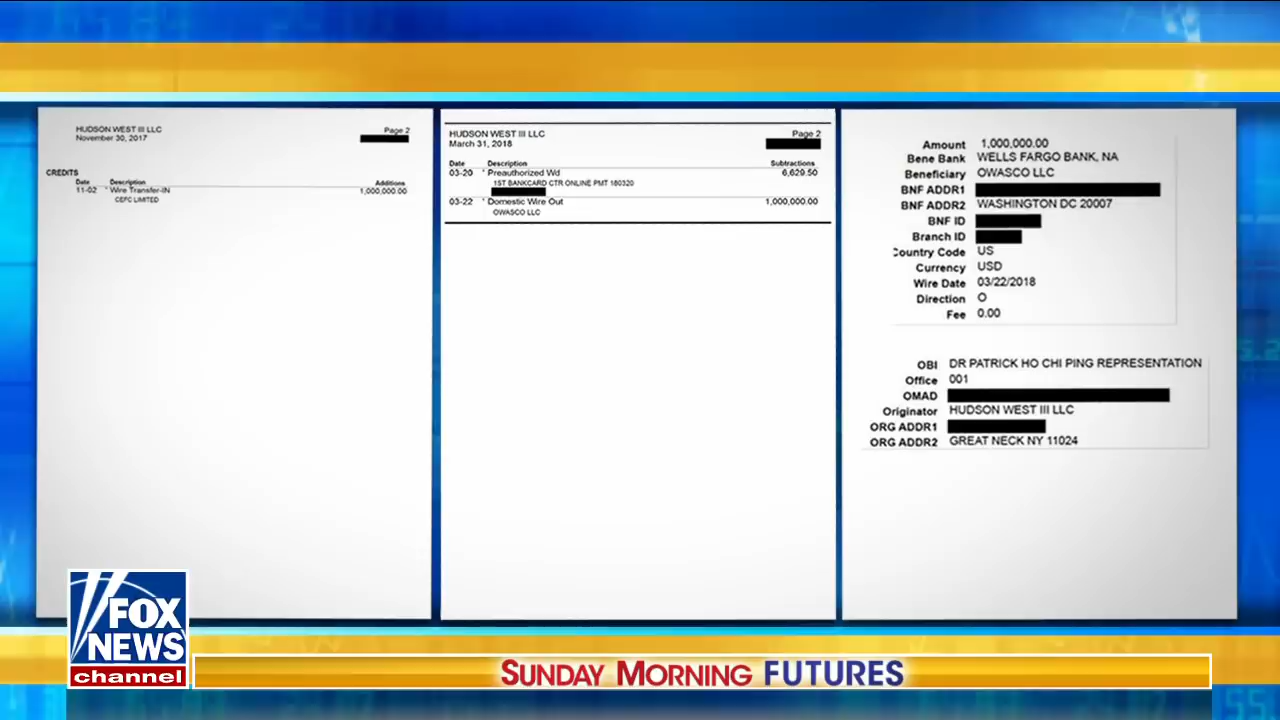 HUDSON WEST III LLC
November 30, 2017
Page 2
CREDITS
Date Description Additions
11-02 ' Wire Transfer-IN 1,000,000.00
CEFC LIMITED
HUDSON WEST III LLC
March 31, 2018
Page 2
Date Description Subtractions
03-20 ' Preauthorized Wd 6,629.50
1ST BANKCARD CTR ONLINE PMT 180320
03-22 ' Domestic Wire Out 1,000,000.00
OWASCO LLC
Amount 1,000,000.00
Bene Bank WELLS FARGO BANK, NA
Beneficiary OWASCO LLC
BNF ADDR1
BNF ADDR2 WASHINGTON DC 20007
BNF ID
Branch ID
Country Code US
Currency USD
Wire Date 03/22/2018
Direction O
Fee 0.00
OBI DR PATRICK HO CHI PING REPRESENTATION
Office 001
OMAD
Originator HUDSON WEST III LLC
ORG ADDR1
ORG ADDR2 GREAT NECK NY 11024
FOX
NEWS
channel
SUNDAY MORNING FUTURES